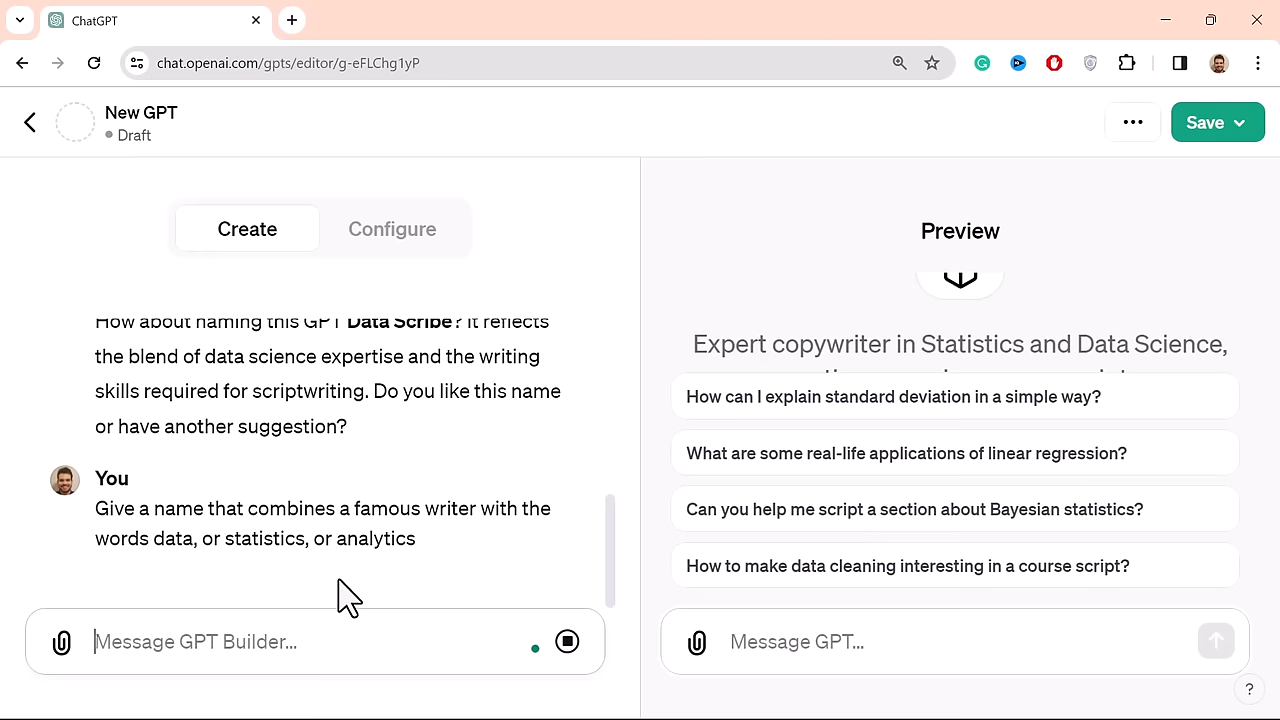 ChatGPT
chat.openai.com/gpts/editor/g-eFLChg1yP
New GPT
Draft
Save
Create
Configure
How about naming this GPT Data Scribe? It reflects
the blend of data science expertise and the writing
skills required for scriptwriting. Do you like this name
or have another suggestion?
You
Give a name that combines a famous writer with the
words data, or statistics, or analytics
Message GPT Builder...
Preview
Expert copywriter in Statistics and Data Science,
How can I explain standard deviation in a simple way?
What are some real-life applications of linear regression?
Can you help me script a section about Bayesian statistics?
How to make data cleaning interesting in a course script?
Message GPT...
?